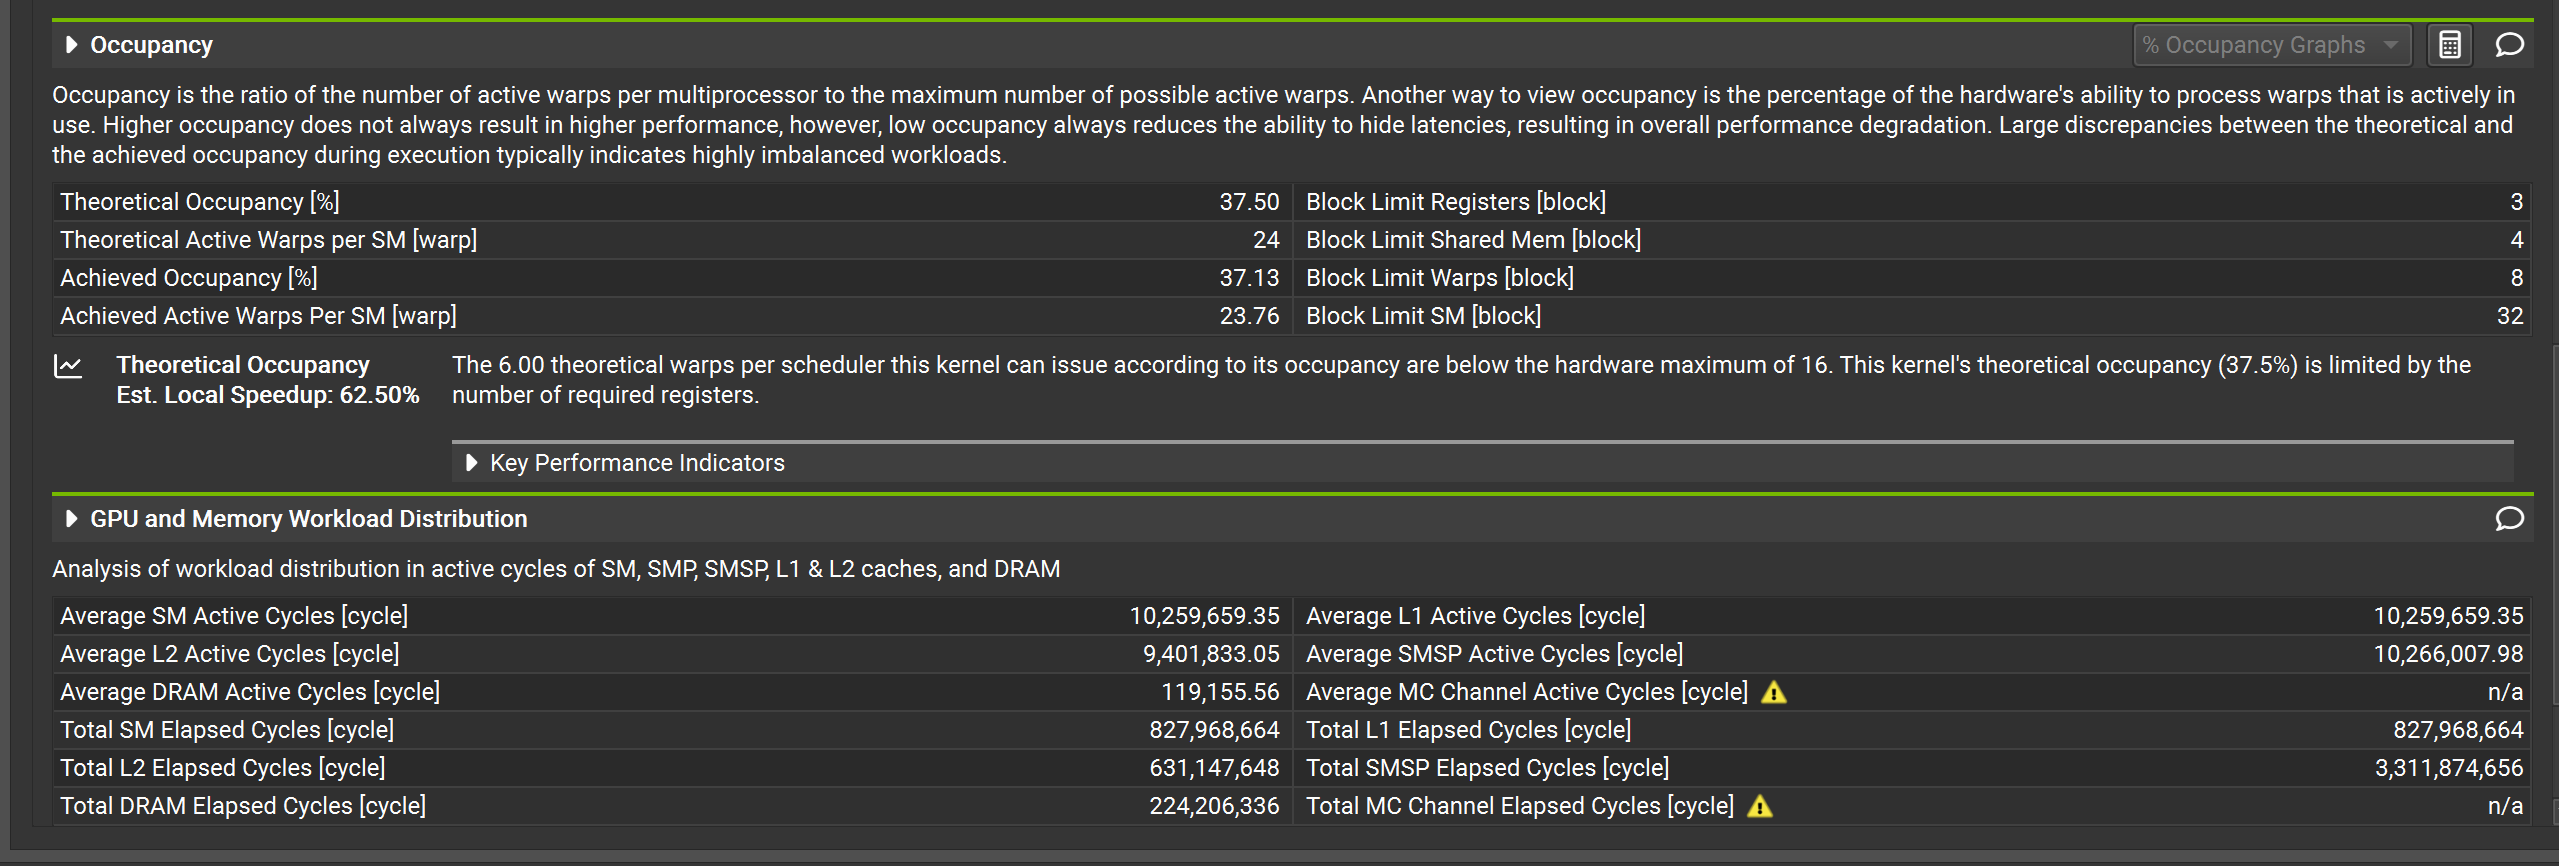 Occupancy
% Occupancy Graphs
Occupancy is the ratio of the number of active warps per multiprocessor to the maximum number of possible active warps. Another way to view occupancy is the percentage of the hardware's ability to process warps that is actively in
use. Higher occupancy does not always result in higher performance, however, low occupancy always reduces the ability to hide latencies, resulting in overall performance degradation. Large discrepancies between the theoretical and
the achieved occupancy during execution typically indicates highly imbalanced workloads.
Theoretical Occupancy [%] 37.50 Block Limit Registers [block] 3
Theoretical Active Warps per SM [warp] 24 Block Limit Shared Mem [block] 4
Achieved Occupancy [%] 37.13 Block Limit Warps [block] 8
Achieved Active Warps Per SM [warp] 23.76 Block Limit SM [block] 32
Theoretical Occupancy
Est. Local Speedup: 62.50%
The 6.00 theoretical warps per scheduler this kernel can issue according to its occupancy are below the hardware maximum of 16. This kernel's theoretical occupancy (37.5%) is limited by the
number of required registers.
Key Performance Indicators
GPU and Memory Workload Distribution
Analysis of workload distribution in active cycles of SM, SMP, SMSP, L1 & L2 caches, and DRAM
Average SM Active Cycles [cycle] 10,259,659.35 Average L1 Active Cycles [cycle] 10,259,659.35
Average L2 Active Cycles [cycle] 9,401,833.05 Average SMSP Active Cycles [cycle] 10,266,007.98
Average DRAM Active Cycles [cycle] 119,155.56 Average MC Channel Active Cycles [cycle] n/a
Total SM Elapsed Cycles [cycle] 827,968,664 Total L1 Elapsed Cycles [cycle] 827,968,664
Total L2 Elapsed Cycles [cycle] 631,147,648 Total SMSP Elapsed Cycles [cycle] 3,311,874,656
Total DRAM Elapsed Cycles [cycle] 224,206,336 Total MC Channel Elapsed Cycles [cycle] n/a